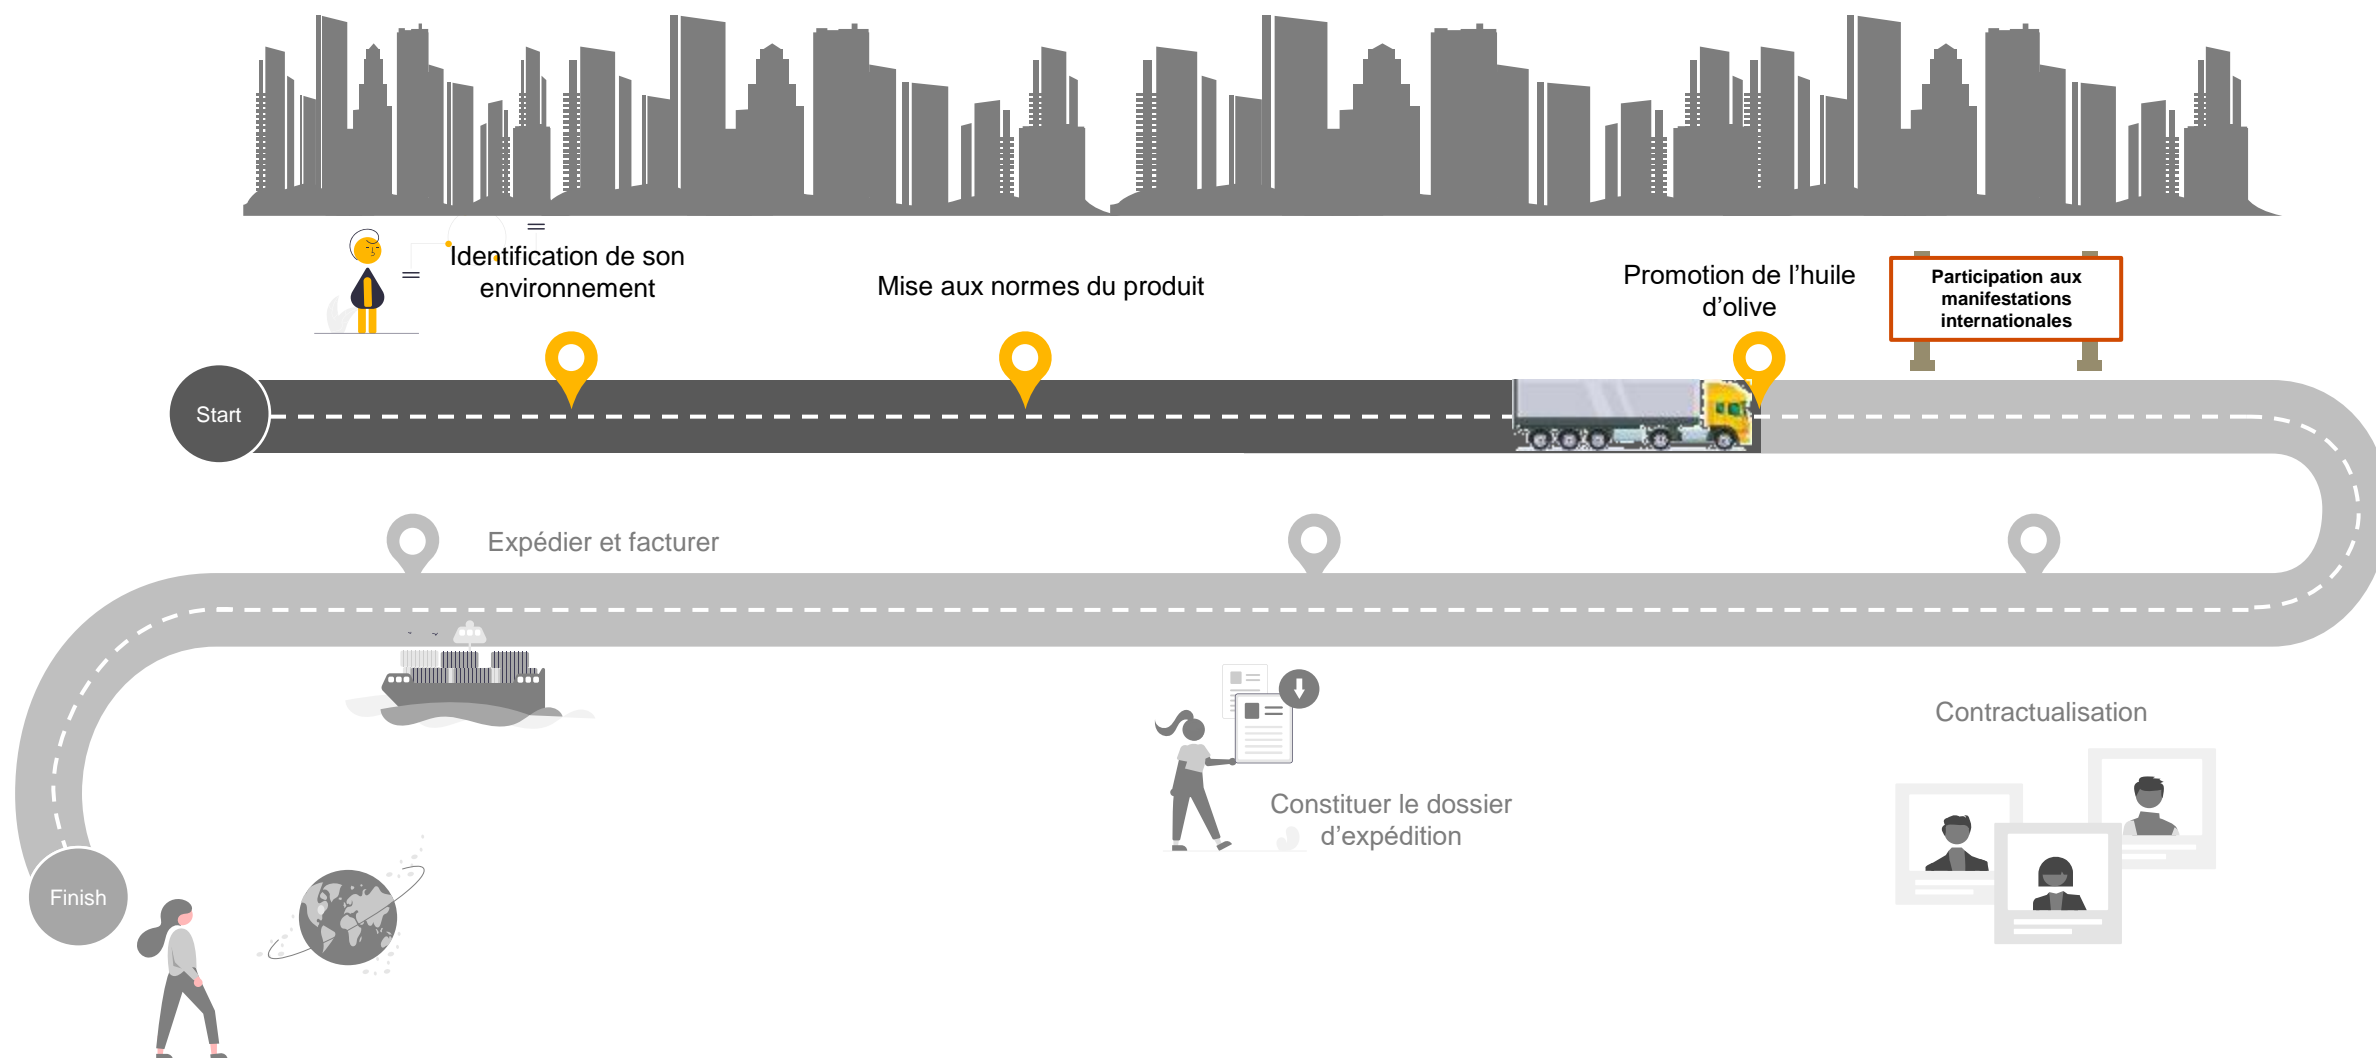 Identification de son
environnement
Mise aux normes du produit
Promotion de l’huile
d’olive
Participation aux
manifestations
internationales
Start
Expédier et facturer
Contractualisation
Constituer le dossier
d’expédition
Finish